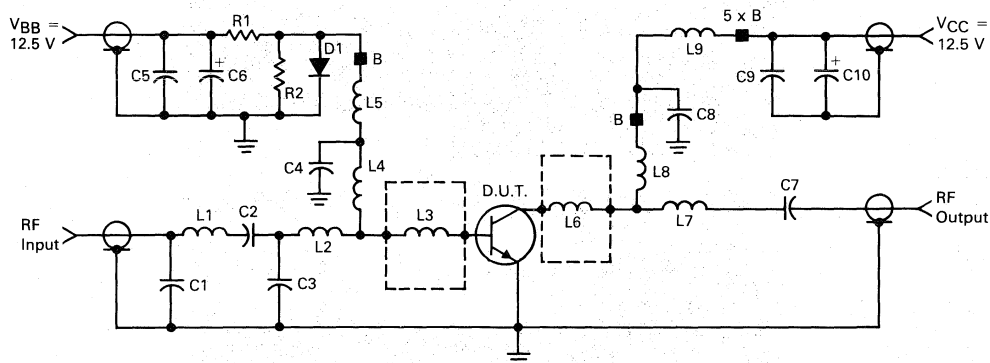 VBB =
12.5 V
R1
D1
B
C5
+
C6
R2
L5
C4
L4
5 x B
L9
VCC =
12.5 V
C9
+
C10
B
C8
L8
RF
Input
L1
C2
L2
L3
D.U.T.
L6
L7
C7
RF
Output
C1
C3